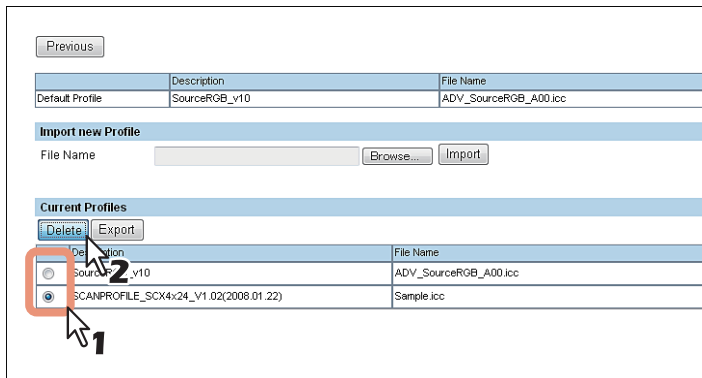 Previous
Description File Name
Default Profile SourceRGB_v10 ADV_SourceRGB_A00.icc
Import new Profile
File Name Browse... Import
Current Profiles
Delete Export
File Name
2
_v10 ADV_SourceRGB_A00.icc
SCANPROFILE_SCX4x24_V1.02(2008.01.22) Sample.icc
1